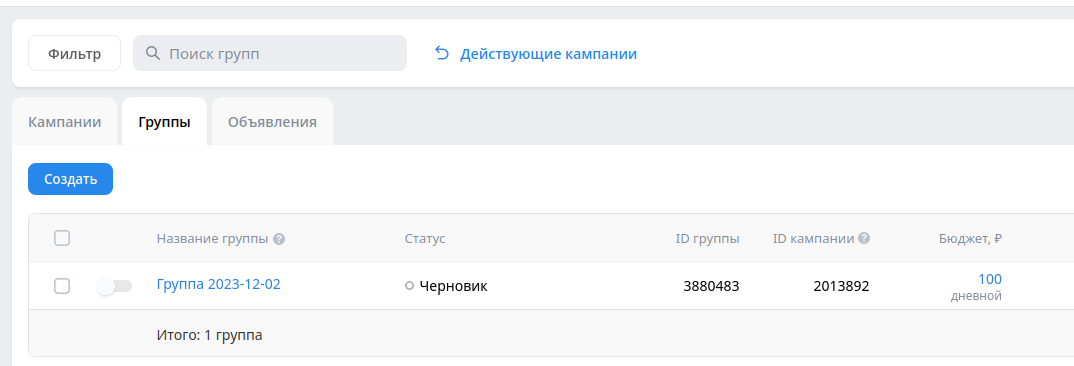 Фильтр Поиск групп Действующие кампании
Кампании Группы Объявления
Создать
Название группы ? Статус ID группы ID кампании ? Бюджет, ₽
Группа 2023-12-02 Черновик 3880483 2013892 100
дневной
Итого: 1 группа